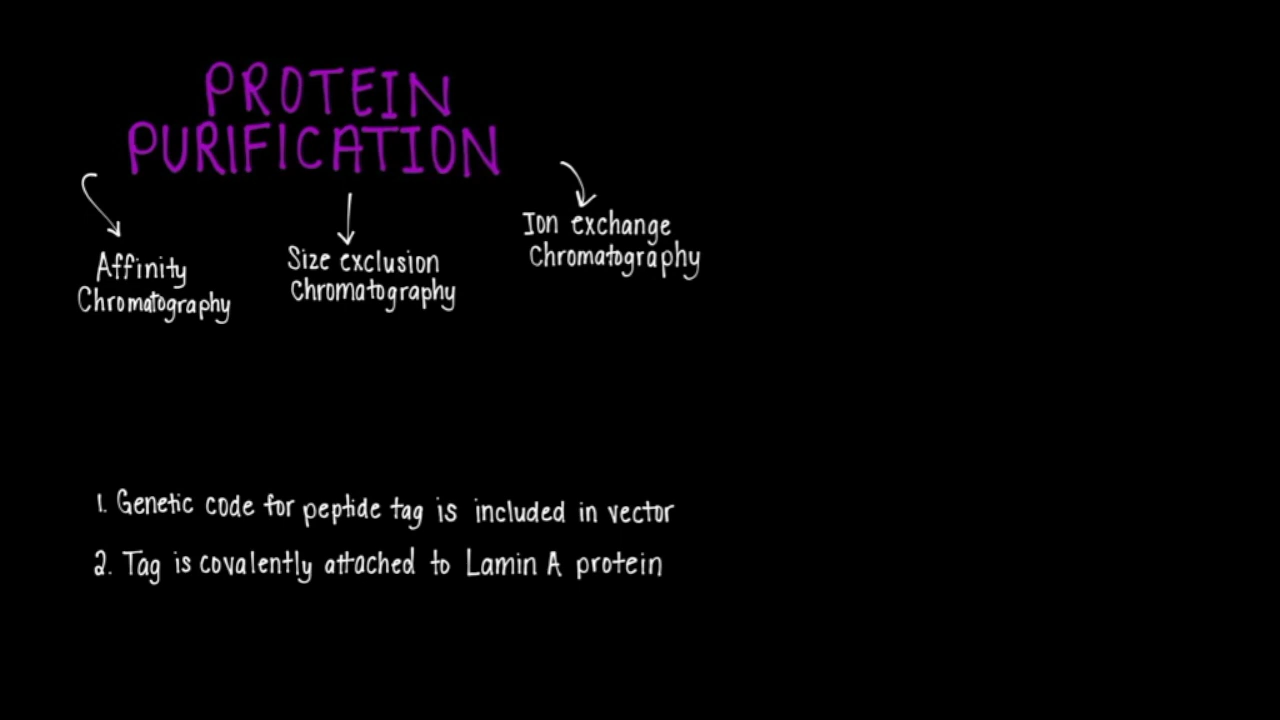 PROTEIN
PURIFICATION
Affinity
Chromatography
Size exclusion
Chromatography
Ion exchange
Chromatography
1. Genetic code for peptide tag is included in vector
2. Tag is covalently attached to Lamin A protein